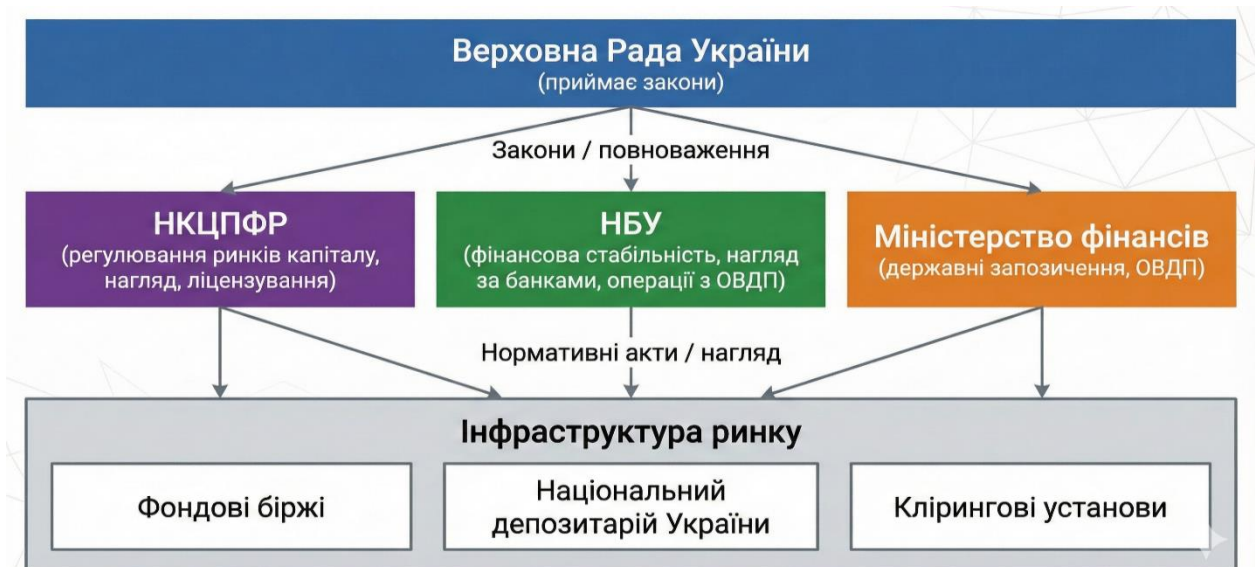 Верховна Рада України
(приймає закони)
Закони / повноваження
НКЦПФР
(регулювання ринків капіталу,
нагляд, ліцензування)
НБУ
(фінансова стабільність, нагляд
за банками, операції з ОВДП)
Міністерство фінансів
(державні запозичення, ОВДП)
Нормативні акти / нагляд
Інфраструктура ринку
Фондові біржі
Національний
депозитарій України
Клірингові установи